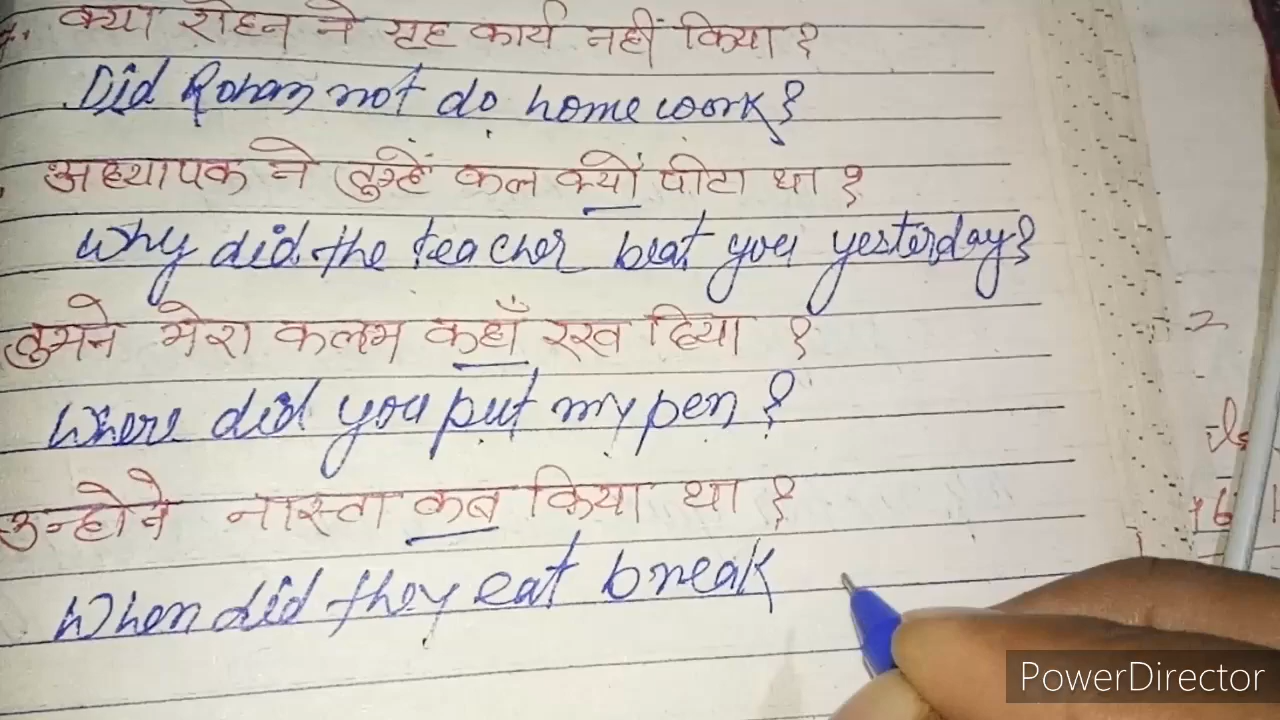 क्या रोहन ने गृह कार्य नहीं किया ?
Did Rohan not do home work?
अध्यापक ने तुम्हें कल क्यों पीटा था ?
Why did the teacher beat you yesterday?
तुमने मेरा कलम कहाँ रख दिया ?
Where did you put my pen ?
उन्होने नास्ता कब किया था ?
When did they eat break
PowerDirector